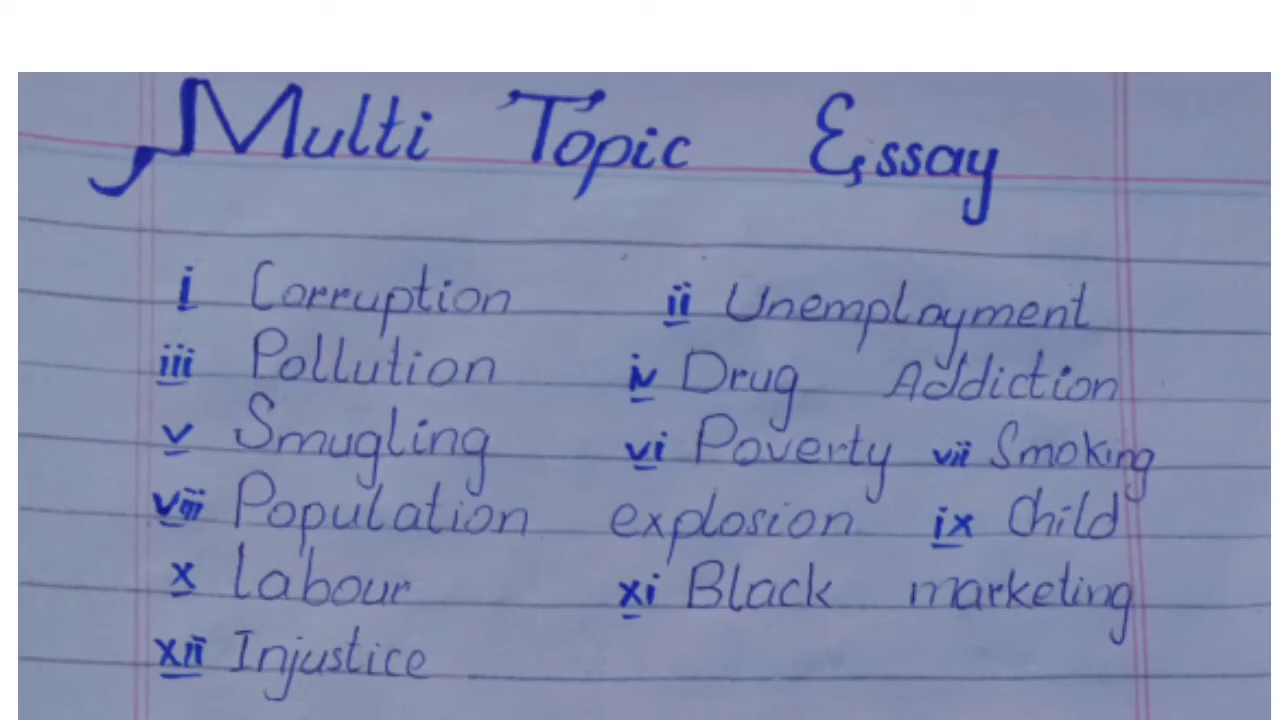 Multi Topic Essay
i Corruption ii Unemployment
iii Pollution iv Drug Addiction
v Smugling vi Poverty vii Smoking
viii Population explosion ix Child
x labour xi Black marketing
xii Injustice